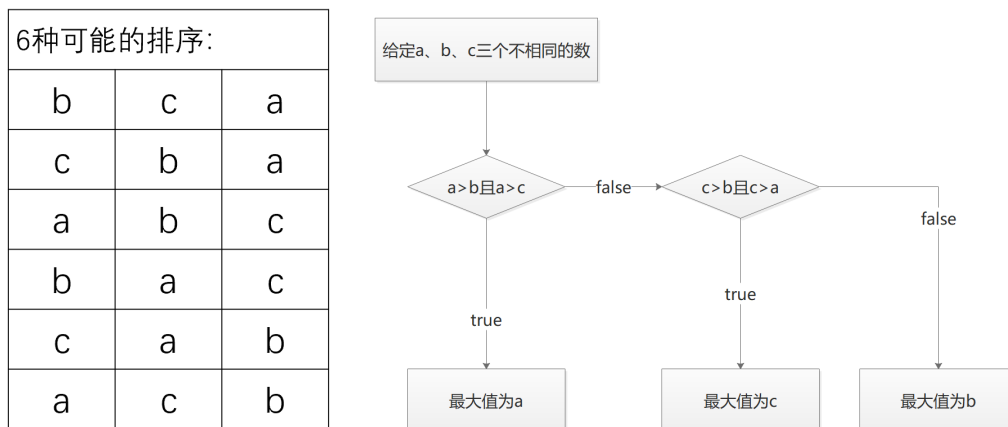 6种可能的排序:
b c a
c b a
a b c
b a c
c a b
a c b
给定a、b、c三个不相同的数
a>b且a>c
false
c>b且c>a
false
true
true
最大值为a
最大值为c
最大值为b